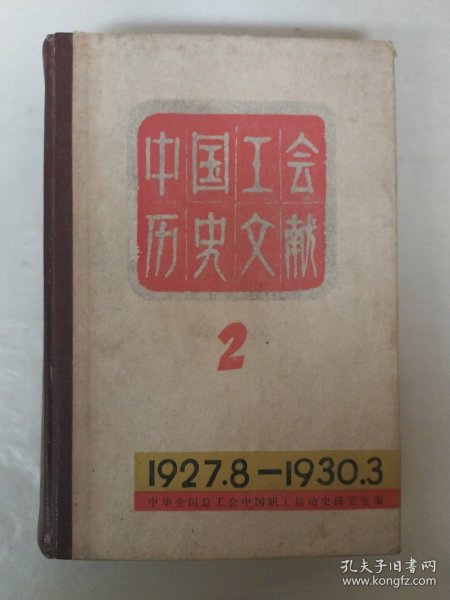 中国工会
历史文献
2
1927.8—1930.3
中华全国总工会中国职工运动史研究室编
孔夫子旧书网
www.kongfz.com